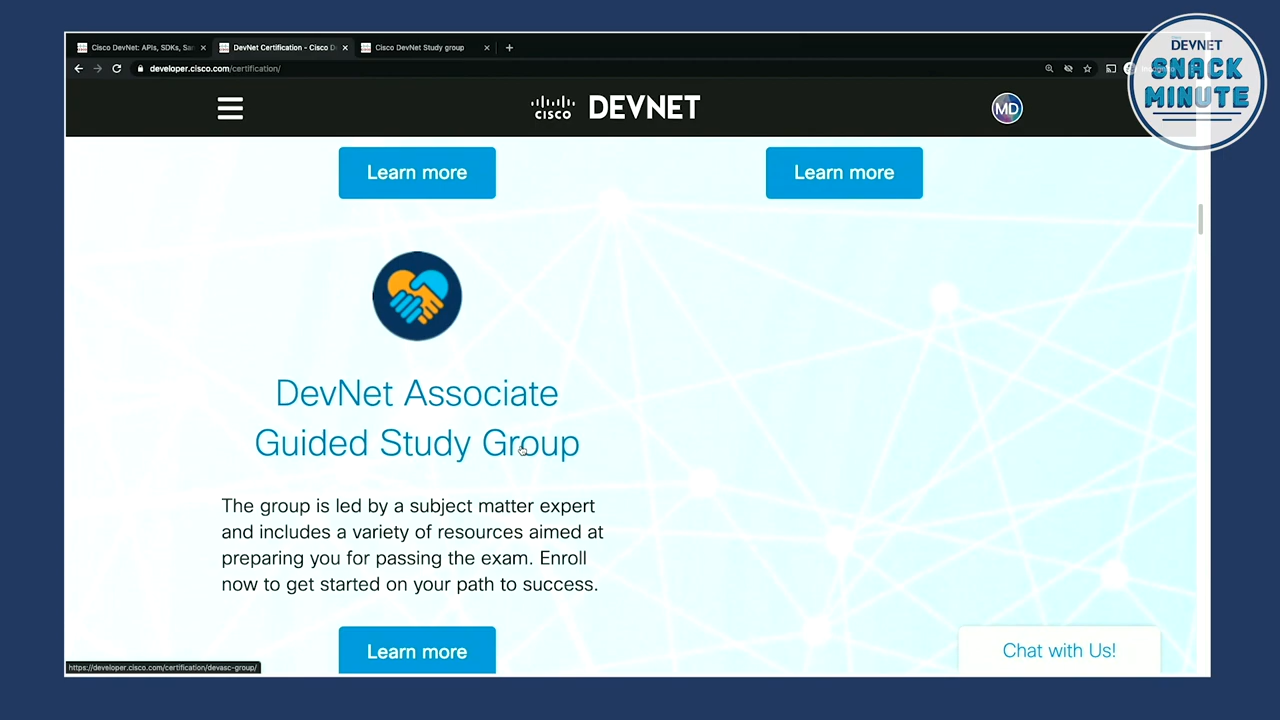 Cisco DevNet: APIs, SDKs, San
DevNet Certification - Cisco De
Cisco DevNet Study group
developer.cisco.com/certification/
DEVNET
SNACK
MINUTE
CISCO
DEVNET
MD
Learn more
Learn more
DevNet Associate
Guided Study Group
The group is led by a subject matter expert
and includes a variety of resources aimed at
preparing you for passing the exam. Enroll
now to get started on your path to success.
Learn more
Chat with Us!
https://developer.cisco.com/certification/devasc-group/